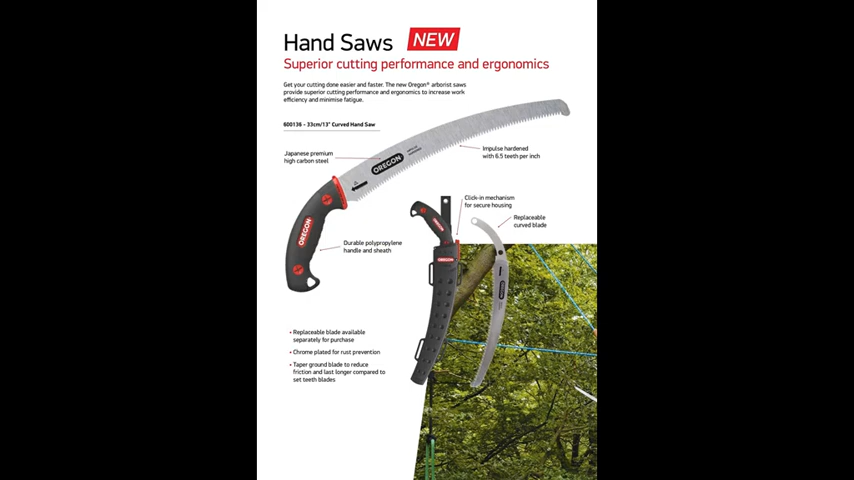 Hand Saws NEW
Superior cutting performance and ergonomics
Get your cutting done easier and faster. The new Oregon® arborist saws
provide superior cutting performance and ergonomics to increase work
efficiency and minimise fatigue.
600136 - 33cm/13" Curved Hand Saw
Japanese premium
high carbon steel
OREGON
Impulse hardened
with 6.5 teeth per inch
Click-in mechanism
for secure housing
Replaceable
curved blade
OREGON
Durable polypropylene
handle and sheath
OREGON
OREGON
• Replaceable blade available
separately for purchase
• Chrome plated for rust prevention
• Taper ground blade to reduce
friction and last longer compared to
set teeth blades